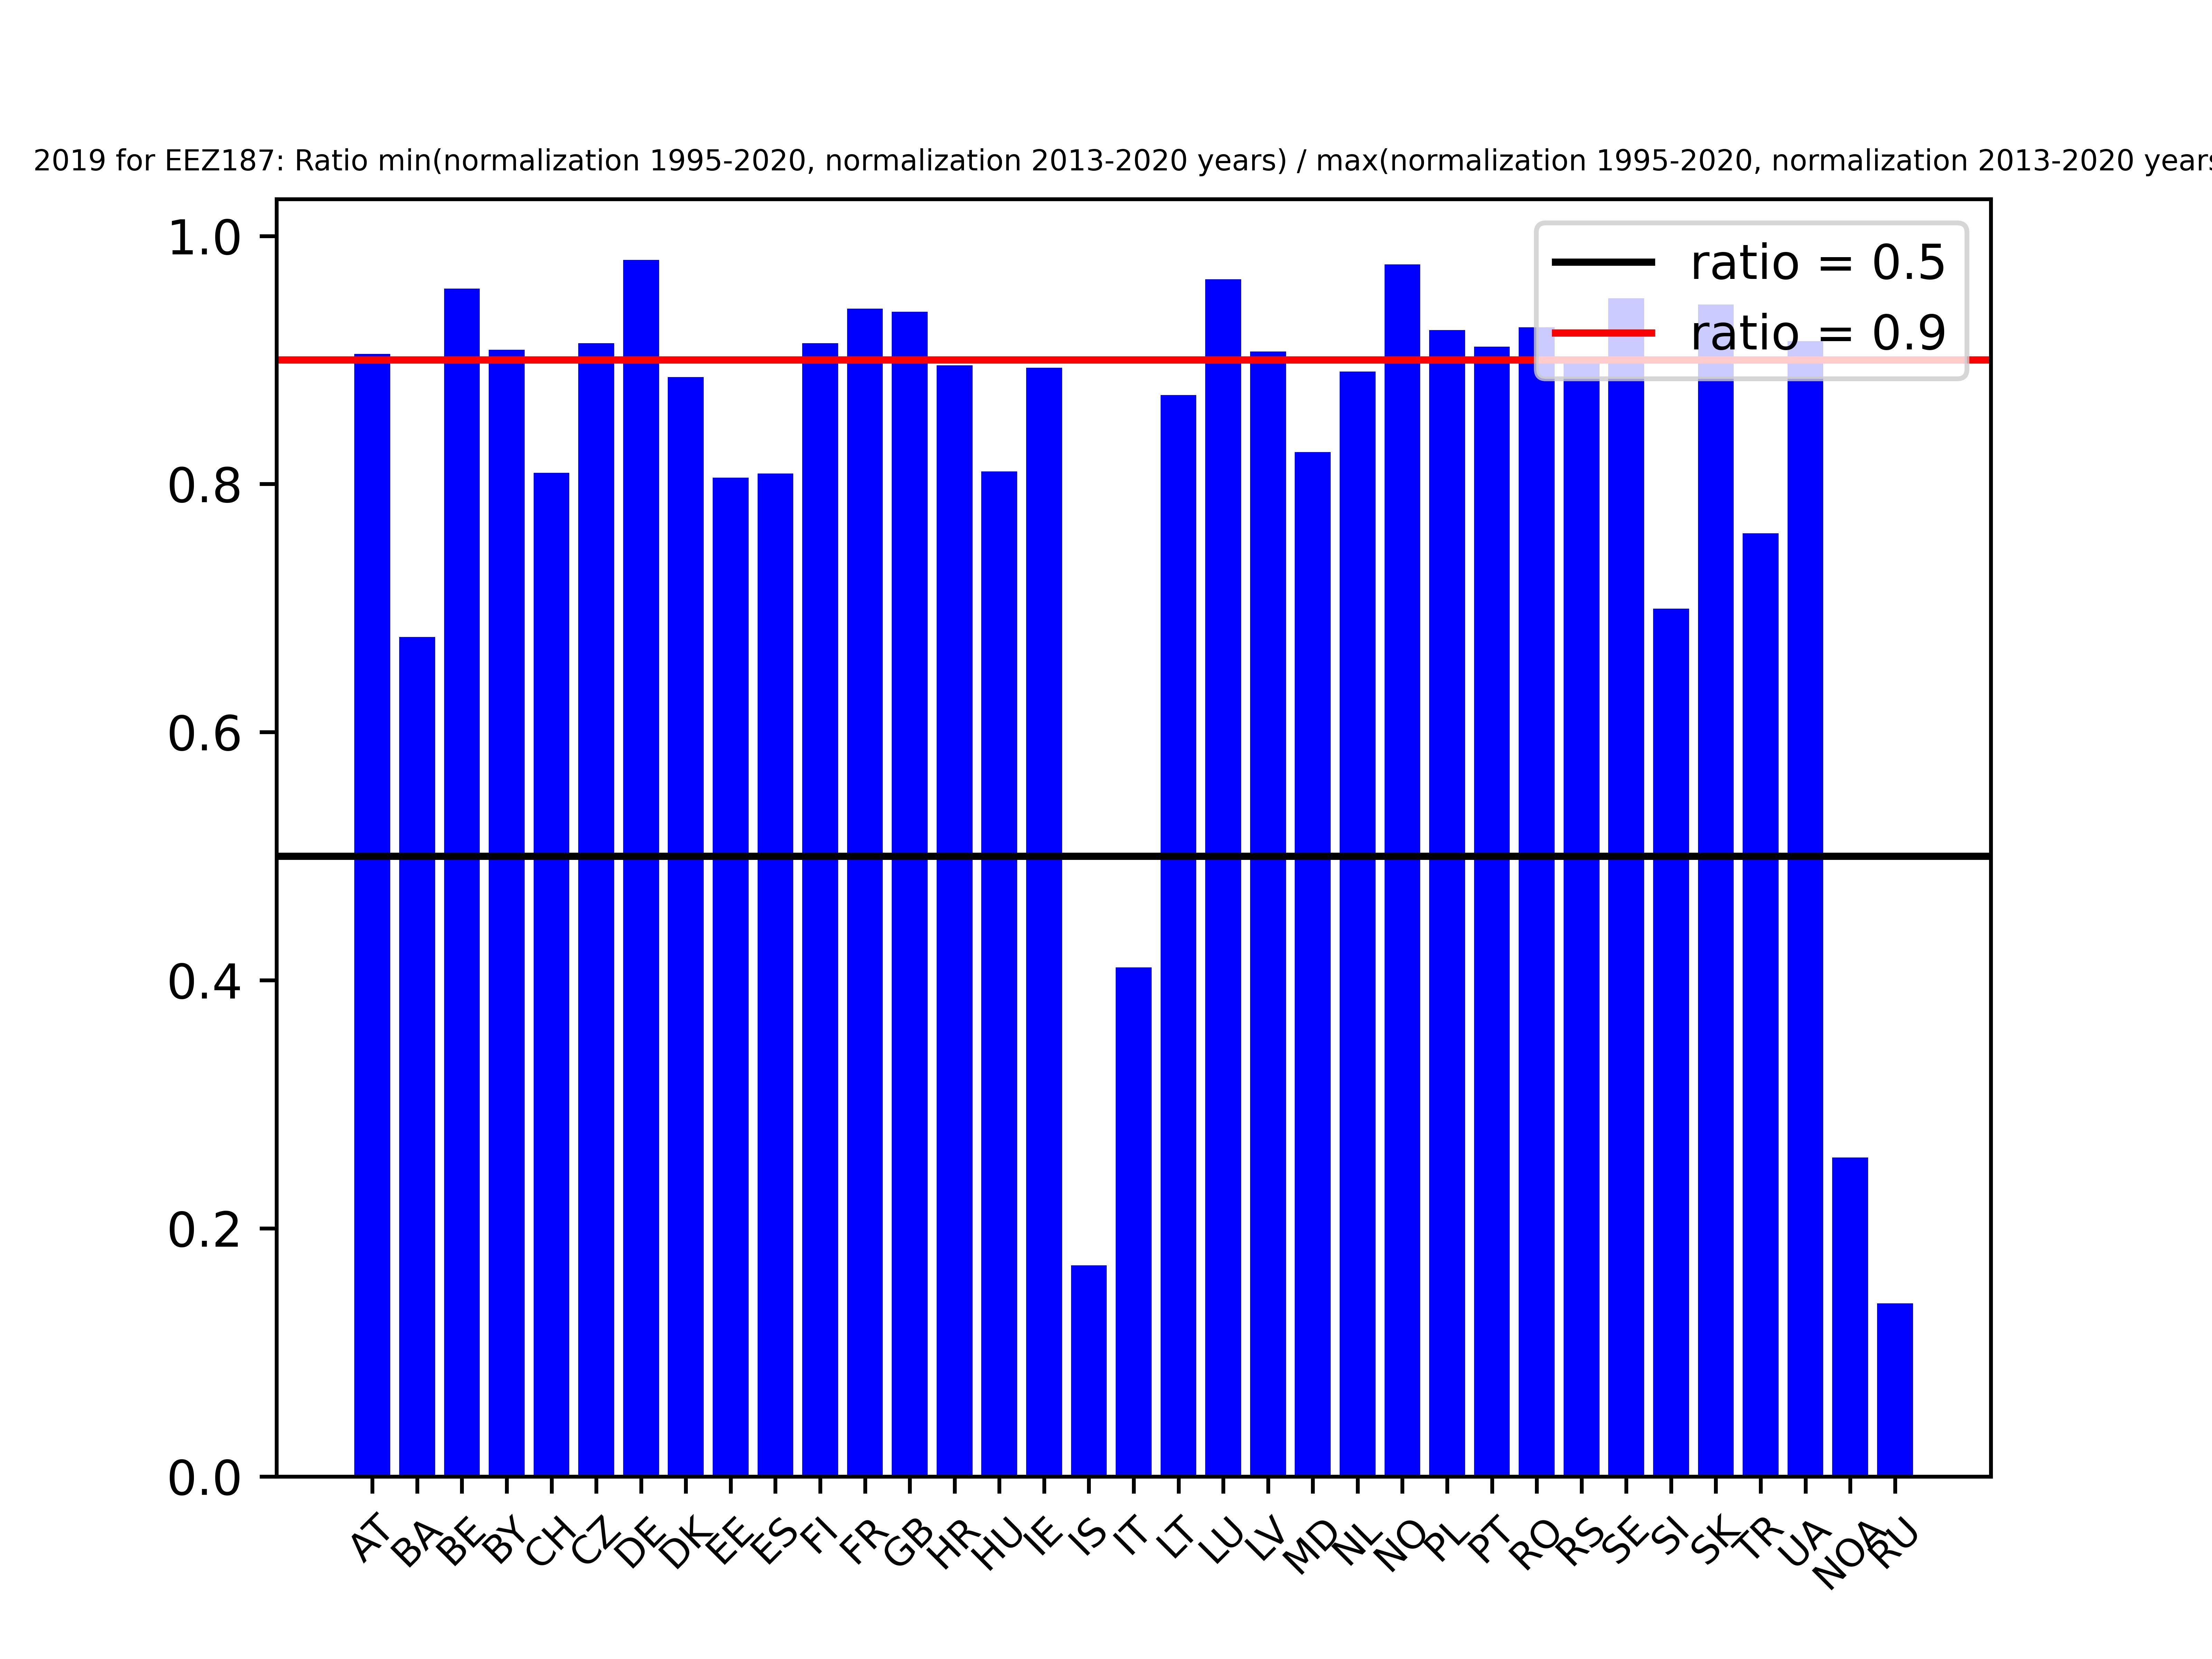 2019 for EEZ187: Ratio min(normalization 1995-2020, normalization 2013-2020 years) / max(normalization 1995-2020, normalization 2013-2020 years
1.0
0.8
0.6
0.4
0.2
0.0
ratio = 0.5
ratio = 0.9
AT BA BE BY CH CZ DE DK EE ES FI FR GB HR HU IE IS IT LT LU LV MD NL NO PL PT RO RS SE SI SK TR UA NOA RU